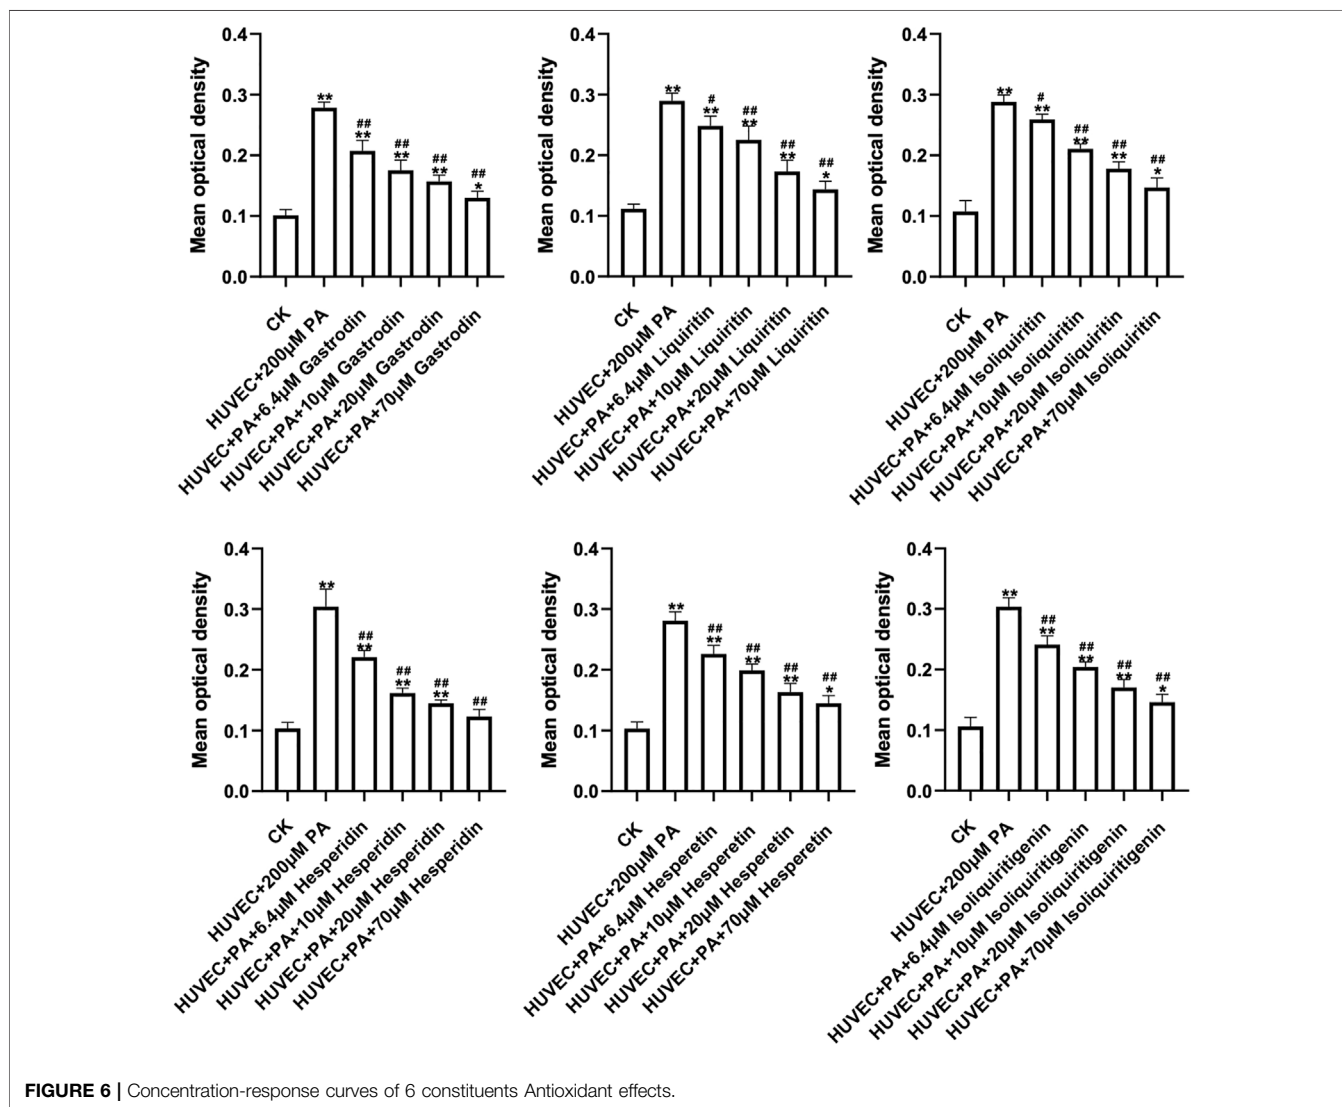 Mean optical density
0.4
0.3
0.2
0.1
0.0
**
##
**
##
**
##
**
##
*
CK
HUVEC+200μM PA
HUVEC+PA+6.4μM Gastrodin
HUVEC+PA+10μM Gastrodin
HUVEC+PA+20μM Gastrodin
HUVEC+PA+70μM Gastrodin
Mean optical density
0.4
0.3
0.2
0.1
0.0
**
#
**
##
**
##
**
##
*
CK
HUVEC+200μM PA
HUVEC+PA+6.4μM Liquiritin
HUVEC+PA+10μM Liquiritin
HUVEC+PA+20μM Liquiritin
HUVEC+PA+70μM Liquiritin
Mean optical density
0.4
0.3
0.2
0.1
0.0
**
#
**
##
**
##
**
##
*
CK
HUVEC+200μM PA
HUVEC+PA+6.4μM Isoliquiritin
HUVEC+PA+10μM Isoliquiritin
HUVEC+PA+20μM Isoliquiritin
HUVEC+PA+70μM Isoliquiritin
Mean optical density
0.4
0.3
0.2
0.1
0.0
**
##
**
##
**
##
**
##
CK
HUVEC+200μM PA
HUVEC+PA+6.4μM Hesperidin
HUVEC+PA+10μM Hesperidin
HUVEC+PA+20μM Hesperidin
HUVEC+PA+70μM Hesperidin
Mean optical density
0.4
0.3
0.2
0.1
0.0
**
##
**
##
**
##
**
##
*
CK
HUVEC+200μM PA
HUVEC+PA+6.4μM Hesperetin
HUVEC+PA+10μM Hesperetin
HUVEC+PA+20μM Hesperetin
HUVEC+PA+70μM Hesperetin
Mean optical density
0.4
0.3
0.2
0.1
0.0
**
##
**
##
**
##
**
##
*
CK
HUVEC+200μM PA
HUVEC+PA+6.4μM Isoliquiritigenin
HUVEC+PA+10μM Isoliquiritigenin
HUVEC+PA+20μM Isoliquiritigenin
HUVEC+PA+70μM Isoliquiritigenin
FIGURE 6 | Concentration-response curves of 6 constituents Antioxidant effects.